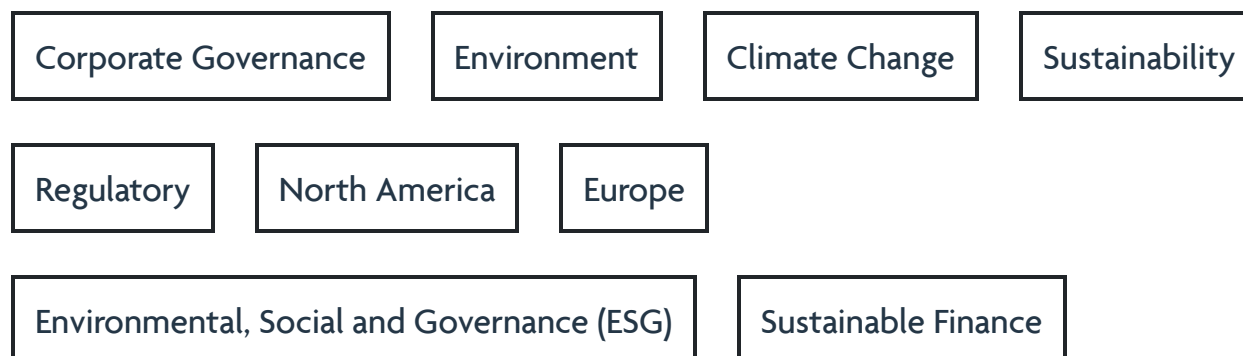 Corporate Governance Environment Climate Change Sustainability
Regulatory North America Europe
Environmental, Social and Governance (ESG) Sustainable Finance